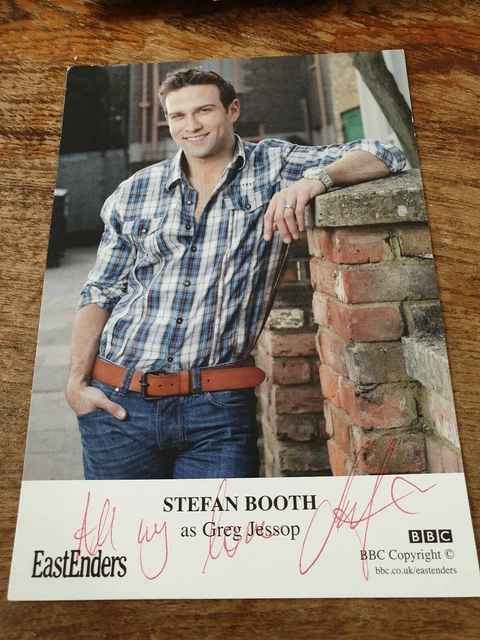 STEFAN BOOTH
as Greg Jessop
All my love
EastEnders
BBC
BBC Copyright ©
bbc.co.uk/eastenders